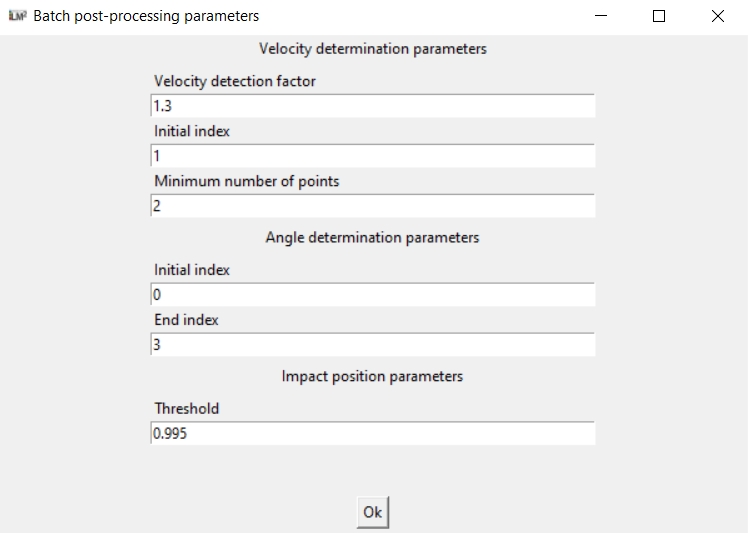 Batch post-processing parameters
Velocity determination parameters
Velocity detection factor
1.3
Initial index
1
Minimum number of points
2
Angle determination parameters
Initial index
0
End index
3
Impact position parameters
Threshold
0.995
Ok